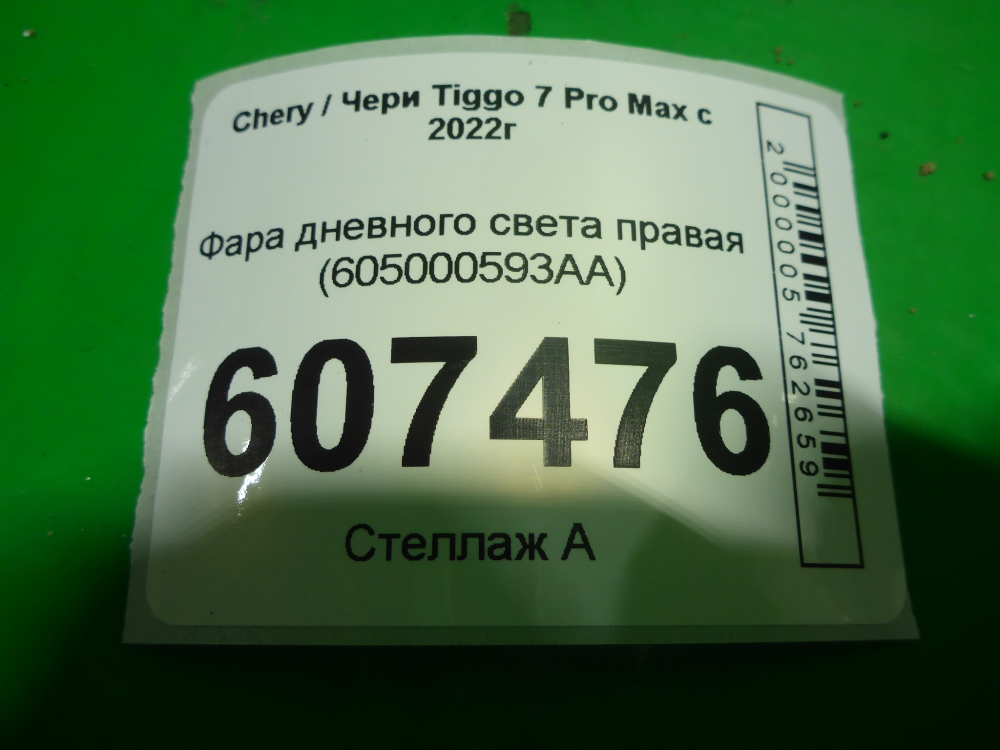 Chery / Чери Tiggo 7 Pro Max с
2022г
Фара дневного света правая
(605000593AA)
607476
Стеллаж А
2000005762659